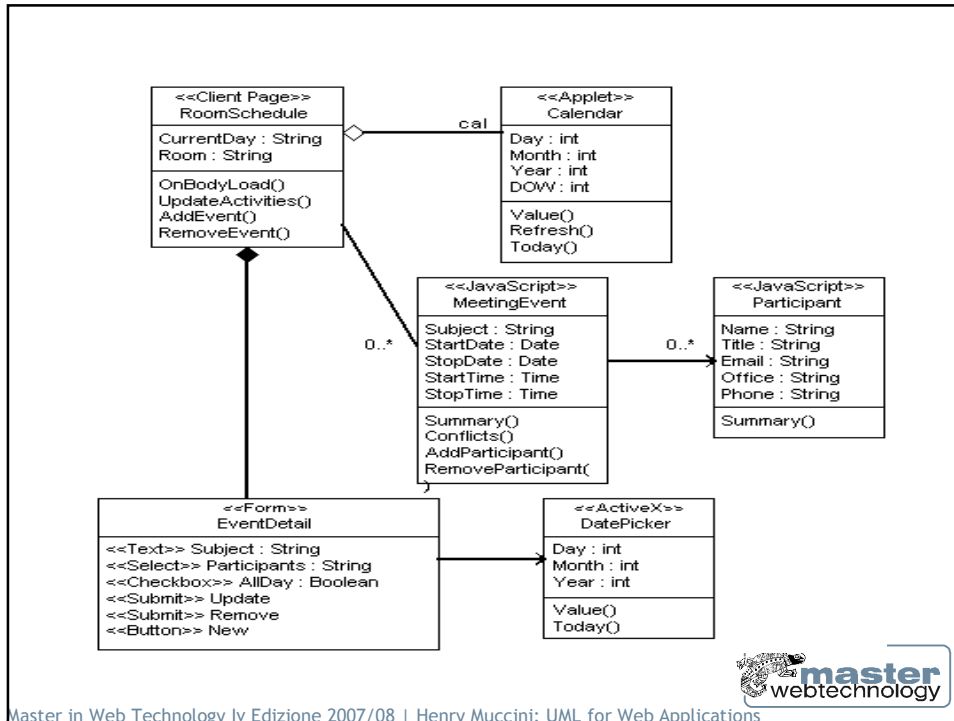 <<Client Page>>
RoomSchedule
CurrentDay : String
Room : String
OnBodyLoad()
UpdateActivities()
AddEvent()
RemoveEvent()
cal
<<Applet>>
Calendar
Day : int
Month : int
Year : int
DOW : int
Value()
Refresh()
Today()
0..*
<<JavaScript>>
MeetingEvent
Subject : String
StartDate : Date
StopDate : Date
StartTime : Time
StopTime : Time
Summary()
Conflicts()
AddParticipant()
RemoveParticipant(
)
0..*
<<JavaScript>>
Participant
Name : String
Title : String
Email : String
Office : String
Phone : String
Summary()
<<Form>>
EventDetail
<<Text>> Subject : String
<<Select>> Participants : String
<<Checkbox>> AllDay : Boolean
<<Submit>> Update
<<Submit>> Remove
<<Button>> New
<<ActiveX>>
DatePicker
Day : int
Month : int
Year : int
Value()
Today()
master
webtechnology
Master in Web Technology Iv Edizione 2007/08 | Henry Muccini: UML for Web Applications